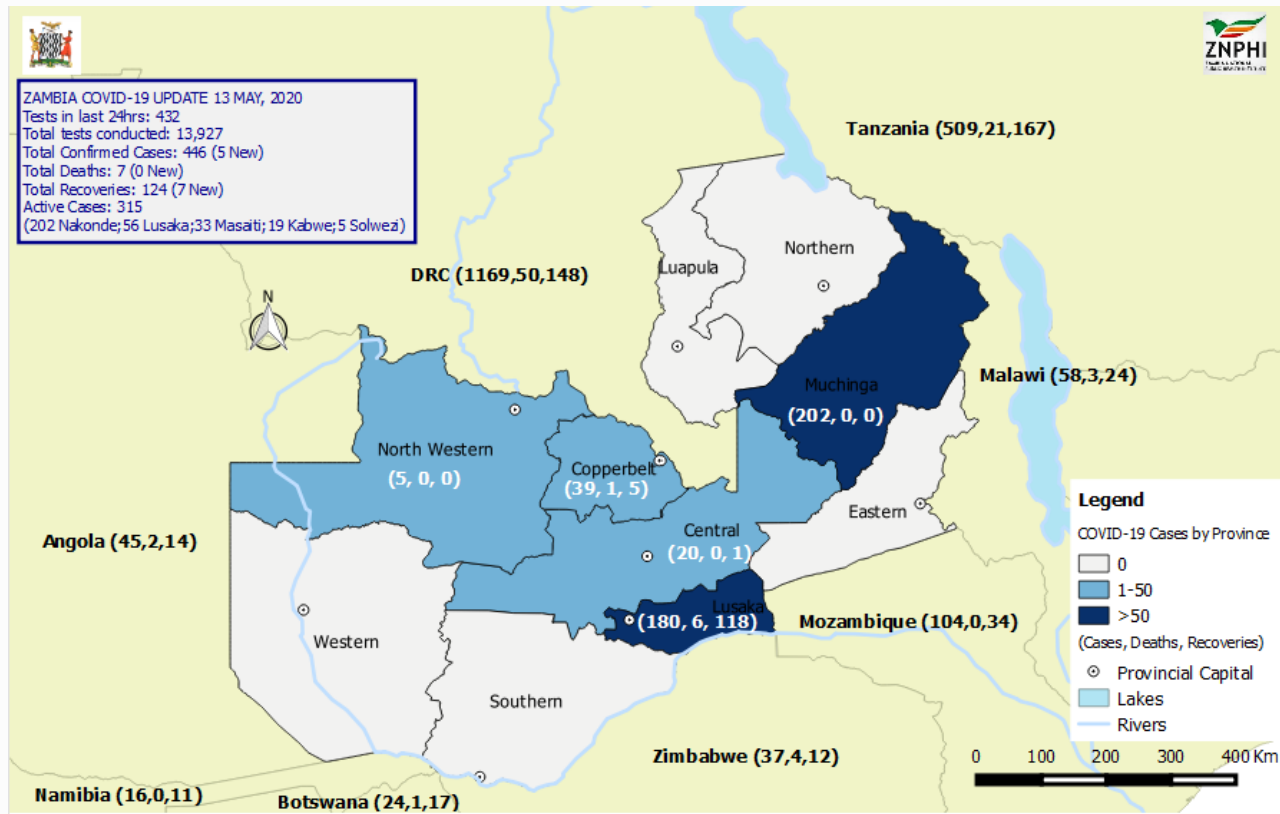 ZNPHI
ZAMBIA COVID-19 UPDATE 13 MAY, 2020
Tests in last 24hrs: 432
Total tests conducted: 13,927
Total Confirmed Cases: 446 (5 New)
Total Deaths: 7 (0 New)
Total Recoveries: 124 (7 New)
Active Cases: 315
(202 Nakonde;56 Lusaka;33 Masaiti;19 Kabwe;5 Solwezi)
Tanzania (509,21,167)
Northern
Luapula
DRC (1169,50,148)
N
Malawi (58,3,24)
Muchinga
(202, 0, 0)
North Western
(5, 0, 0)
Copperbelt
(39, 1, 5)
Eastern
Central
(20, 0, 1)
Angola (45,2,14)
Lusaka
(180, 6, 118)
Mozambique (104,0,34)
Western
Southern
Zimbabwe (37,4,12)
Namibia (16,0,11)
Botswana (24,1,17)
Legend
COVID-19 Cases by Province
0
1-50
>50
(Cases, Deaths, Recoveries)
Provincial Capital
Lakes
Rivers
0 100 200 300 400 Km